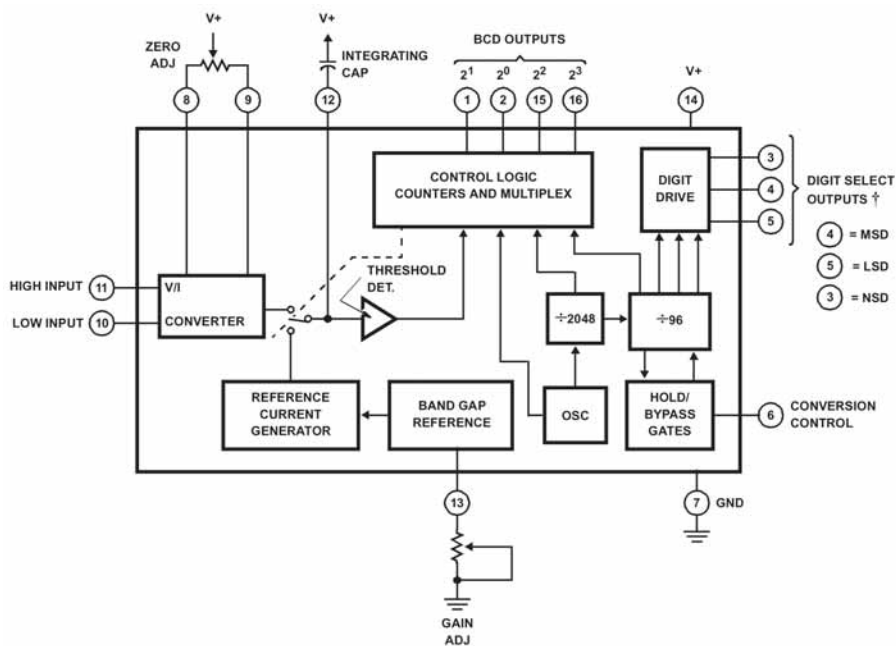 V+
V+
ZERO
ADJ
INTEGRATING
CAP
BCD OUTPUTS
2¹ 2⁰ 2² 2³
V+
8 9 12 1 2 15 16 14
CONTROL LOGIC
COUNTERS AND MULTIPLEX
DIGIT
DRIVE
3
4
5
DIGIT SELECT
OUTPUTS †
4 = MSD
5 = LSD
3 = NSD
HIGH INPUT 11
LOW INPUT 10
V/I
CONVERTER
THRESHOLD
DET.
÷2048
÷96
REFERENCE
CURRENT
GENERATOR
BAND GAP
REFERENCE
OSC
HOLD/
BYPASS
GATES
6 CONVERSION
CONTROL
13
7 GND
GAIN
ADJ